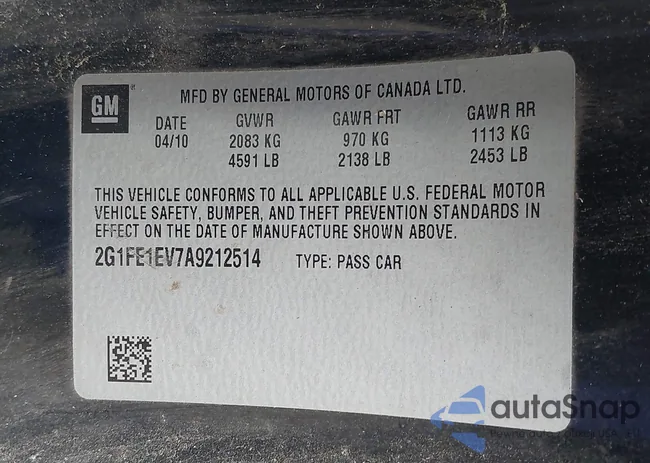 GM
MFD BY GENERAL MOTORS OF CANADA LTD.
DATE GVWR GAWR FRT GAWR RR
04/10 2083 KG 970 KG 1113 KG
4591 LB 2138 LB 2453 LB
THIS VEHICLE CONFORMS TO ALL APPLICABLE U.S. FEDERAL MOTOR
VEHICLE SAFETY, BUMPER, AND THEFT PREVENTION STANDARDS IN
EFFECT ON THE DATE OF MANUFACTURE SHOWN ABOVE.
2G1FE1EV7A9212514 TYPE: PASS CAR
autaSnap